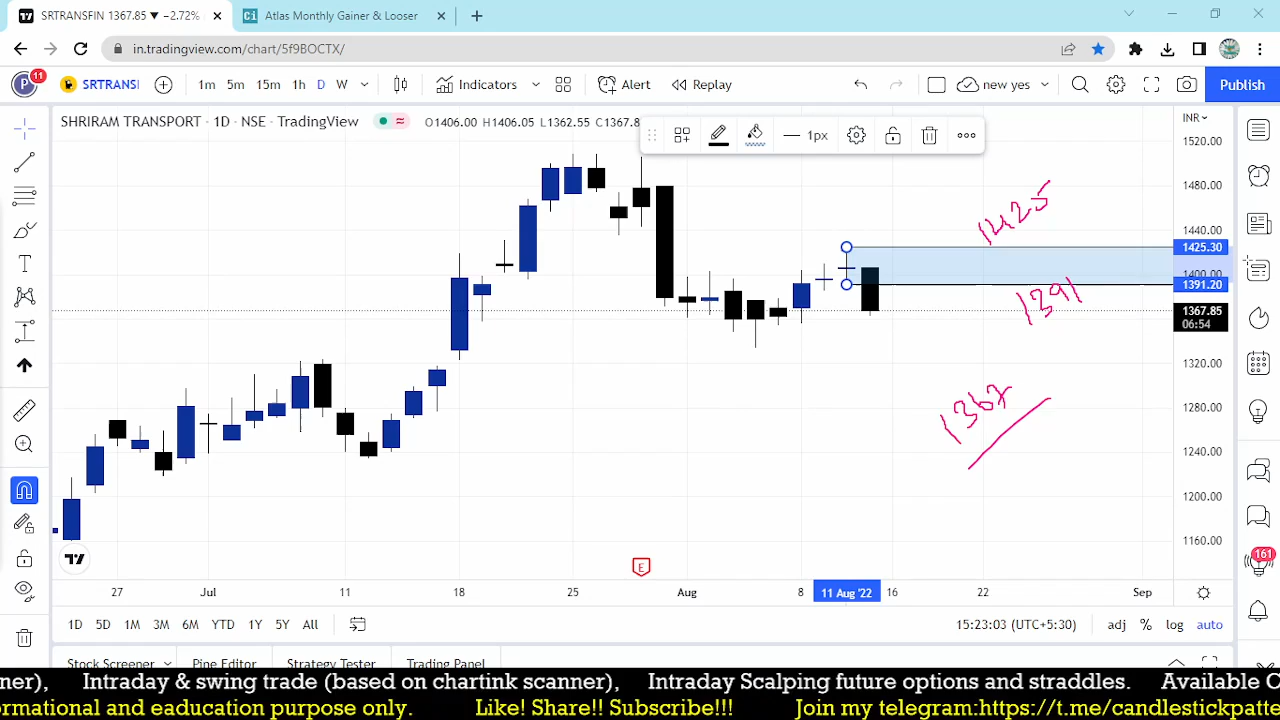 SRTRANSFIN 1367.85 ▼ −2.72%
Atlas Monthly Gainer & Looser
in.tradingview.com/chart/5f9BOCTX/
P 11 SRTRANSI 1m 5m 15m 1h D W Indicators Alert Replay new yes Publish
SHRIRAM TRANSPORT · 1D · NSE · TradingView ≈ O1406.00 H1406.05 L1362.55 C1367.8
1px
INR
1520.00
1480.00
1440.00
1425.30
1400.00
1391.20
1367.85
06:54
1320.00
1280.00
1240.00
1200.00
1160.00
1425
1391
1367
E
27 Jul 11 18 25 Aug 8 11 Aug '22 16 22 Sep
1D 5D 1M 3M 6M YTD 1Y 5Y All 15:23:03 (UTC+5:30) adj % log auto
161
Stock Screener Pine Editor Strategy Tester Trading Panel
ner), Intraday & swing trade (based on chartink scanner), Intraday Scalping future options and straddles. Available O
ormational and eaducation purpose only. Like! Share!! Subscribe!!! Join my telegram:https://t.me/candlestickpatte